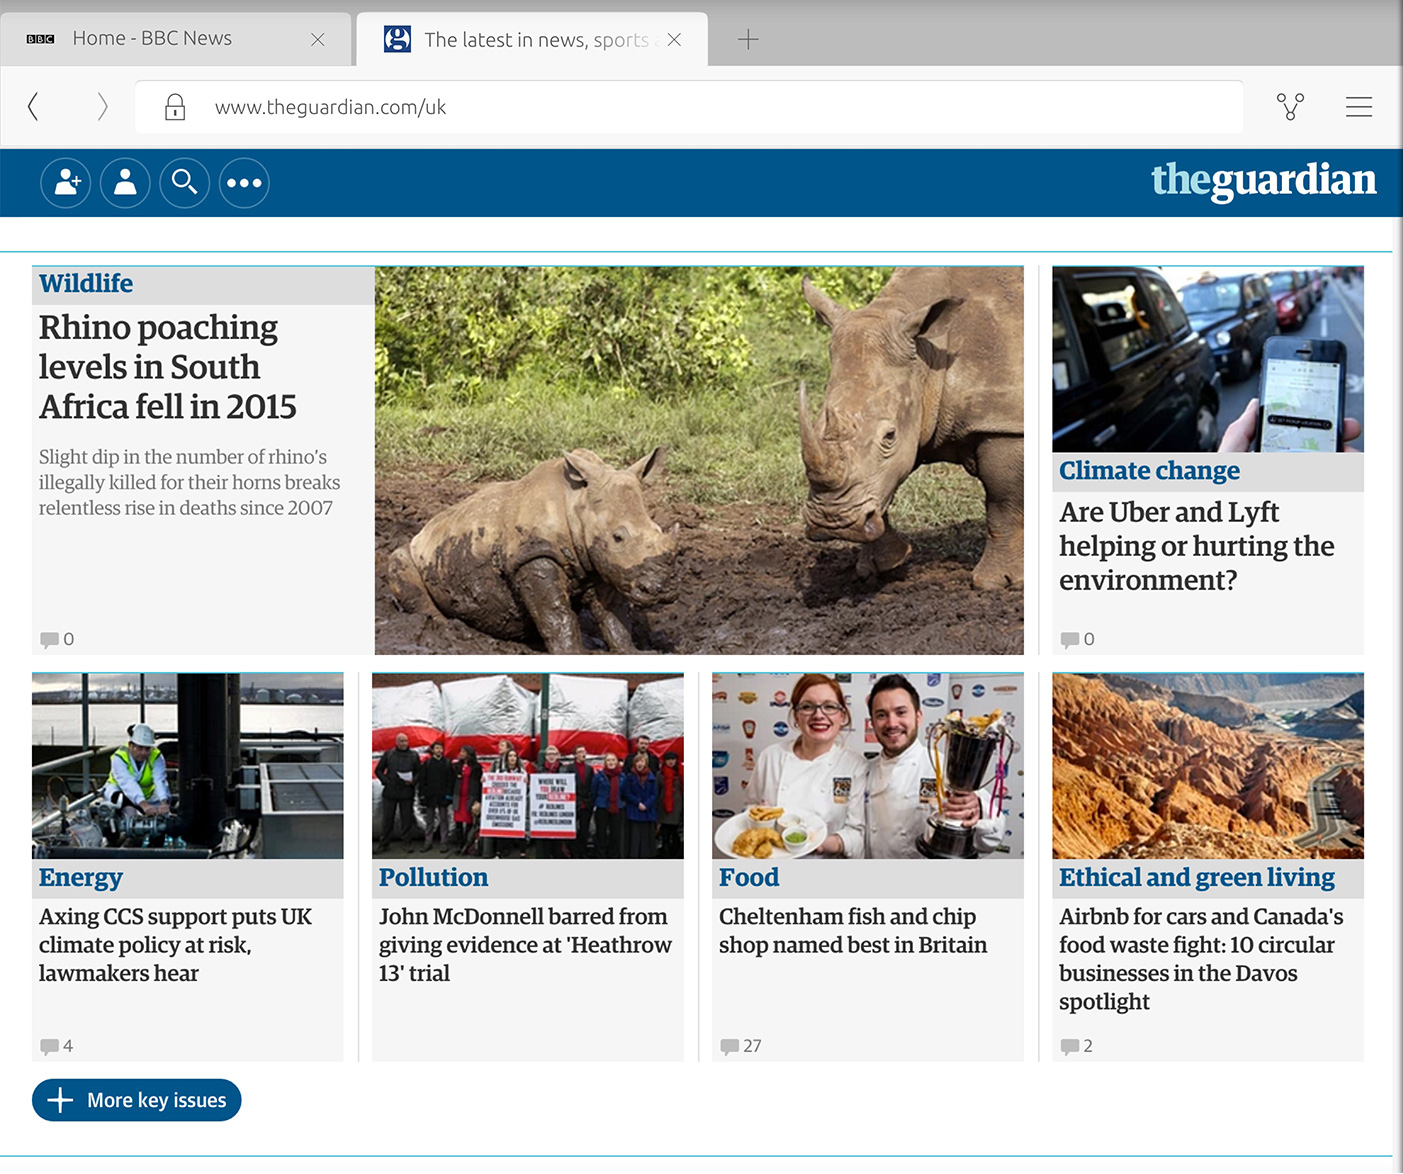 BBC Home - BBC News
The latest in news, sports
www.theguardian.com/uk
theguardian
Wildlife
Rhino poaching
levels in South
Africa fell in 2015
Slight dip in the number of rhino's
illegally killed for their horns breaks
relentless rise in deaths since 2007
0
Climate change
Are Uber and Lyft
helping or hurting the
environment?
0
Energy
Axing CCS support puts UK
climate policy at risk,
lawmakers hear
4
WHERE WILL
YOU DRAW
Pollution
John McDonnell barred from
giving evidence at 'Heathrow
13' trial
Food
Cheltenham fish and chip
shop named best in Britain
27
Ethical and green living
Airbnb for cars and Canada's
food waste fight: 10 circular
businesses in the Davos
spotlight
2
More key issues